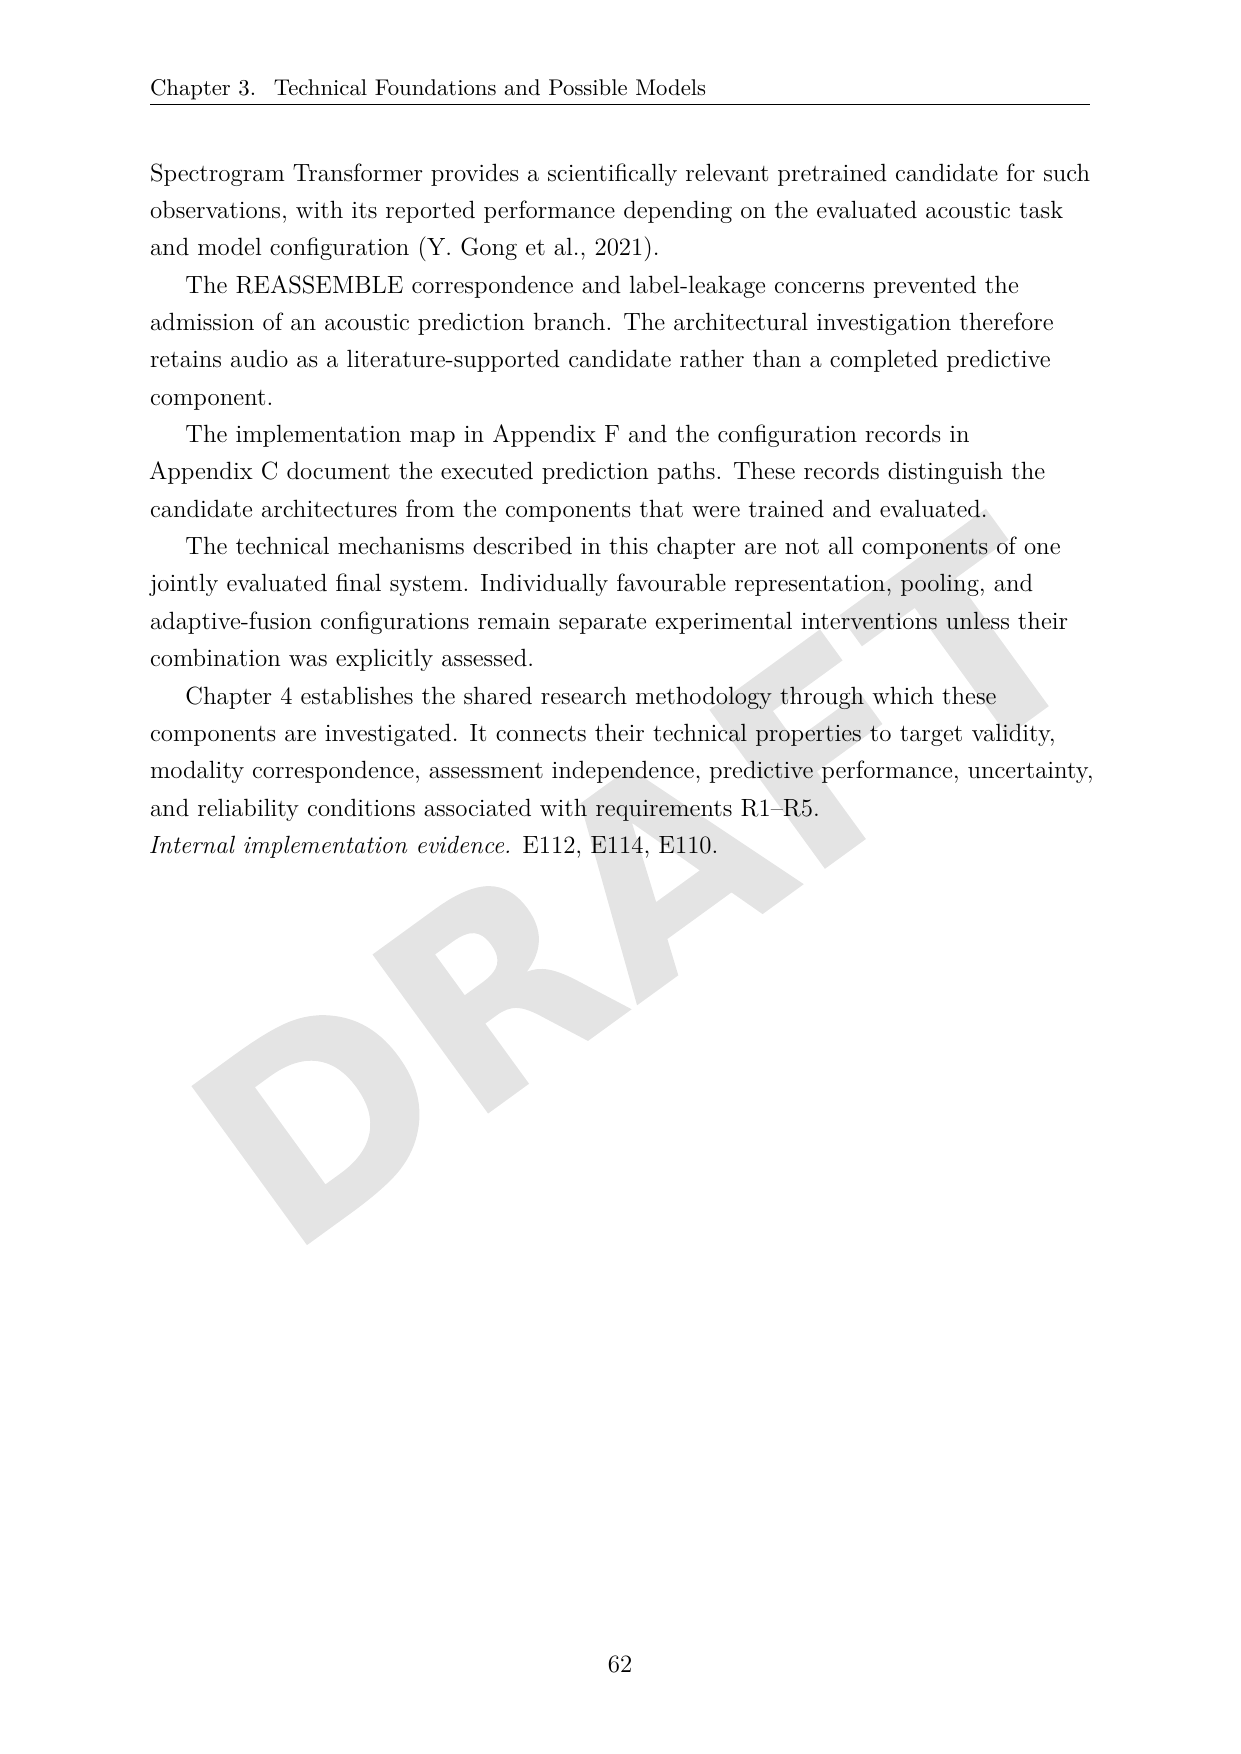 Chapter 3. Technical Foundations and Possible Models
Spectrogram Transformer provides a scientifically relevant pretrained candidate for such
observations, with its reported performance depending on the evaluated acoustic task
and model configuration (Y. Gong et al., 2021).
The REASSEMBLE correspondence and label-leakage concerns prevented the
admission of an acoustic prediction branch. The architectural investigation therefore
retains audio as a literature-supported candidate rather than a completed predictive
component.
The implementation map in Appendix F and the configuration records in
Appendix C document the executed prediction paths. These records distinguish the
candidate architectures from the components that were trained and evaluated.
The technical mechanisms described in this chapter are not all components of one
jointly evaluated final system. Individually favourable representation, pooling, and
adaptive-fusion configurations remain separate experimental interventions unless their
combination was explicitly assessed.
Chapter 4 establishes the shared research methodology through which these
components are investigated. It connects their technical properties to target validity,
modality correspondence, assessment independence, predictive performance, uncertainty,
and reliability conditions associated with requirements R1–R5.
Internal implementation evidence. E112, E114, E110.
DRAFT
62